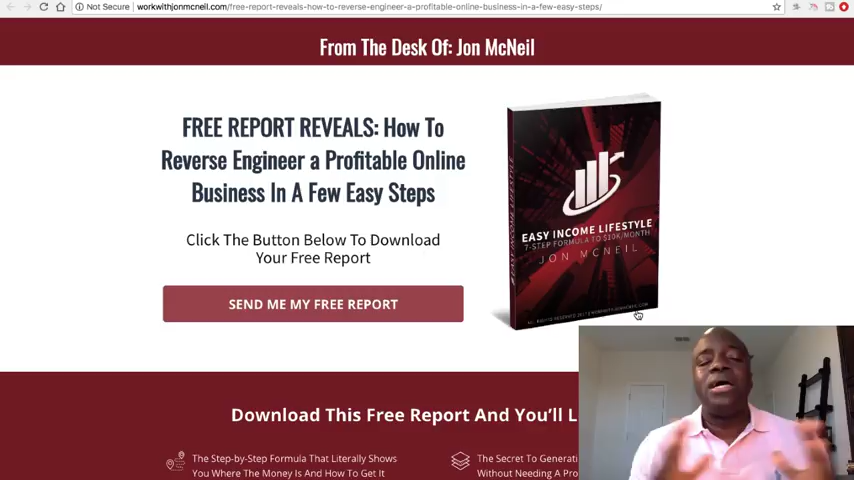 Not Secure | workwithjonmcneil.com/free-report-reveals-how-to-reverse-engineer-a-profitable-online-business-in-a-few-easy-steps/
From The Desk Of: Jon McNeil
FREE REPORT REVEALS: How To
Reverse Engineer a Profitable Online
Business In A Few Easy Steps
Click The Button Below To Download
Your Free Report
SEND ME MY FREE REPORT
EASY INCOME LIFESTYLE
EASY INCOME LIFESTYLE
7-STEP FORMULA TO $10K/MONTH
JON MCNEIL
Download This Free Report And You'll L
The Step-by-Step Formula That Literally Shows
You Where The Money Is And How To Get It
The Secret To Generati
Without Needing A Pro